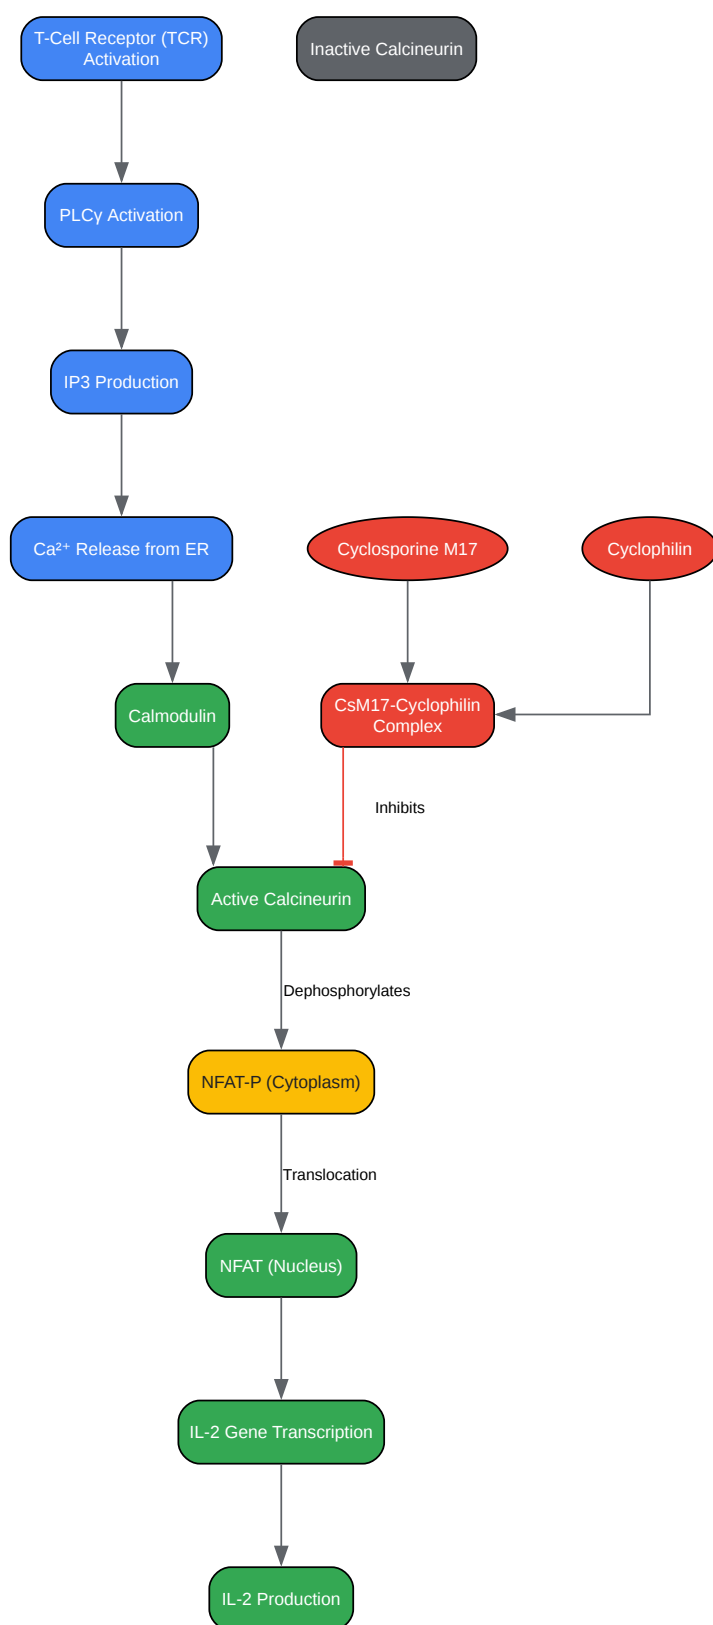 T-Cell Receptor (TCR)
Activation
Inactive Calcineurin
PLCγ Activation
IP3 Production
Ca²⁺ Release from ER
Cyclosporine M17
Cyclophilin
Calmodulin
CsM17-Cyclophilin
Complex
Inhibits
Active Calcineurin
Dephosphorylates
NFAT-P (Cytoplasm)
Translocation
NFAT (Nucleus)
IL-2 Gene Transcription
IL-2 Production